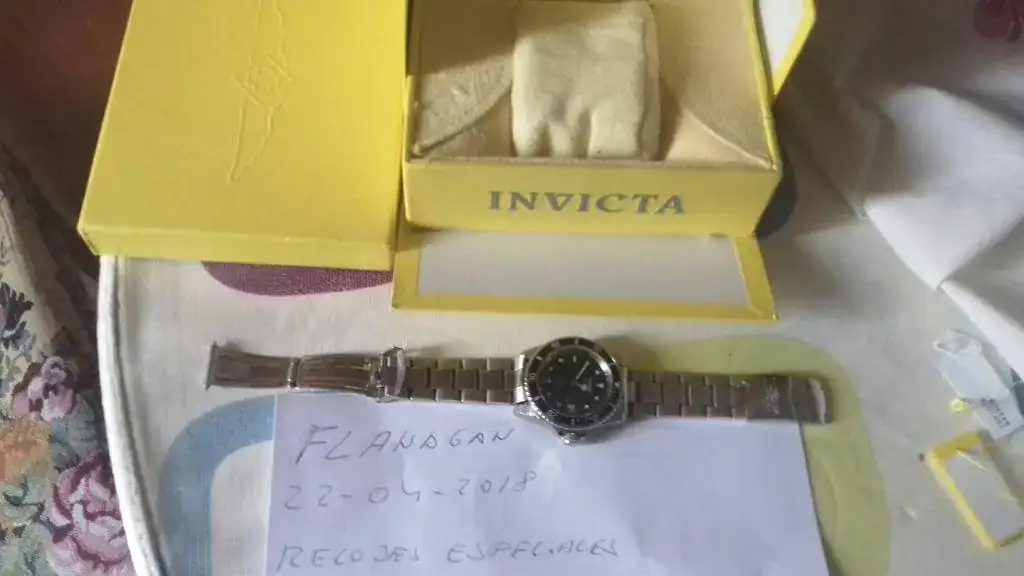 INVICTA
FLANAGAN
22-04-2018
RELOJES ESPECIALES